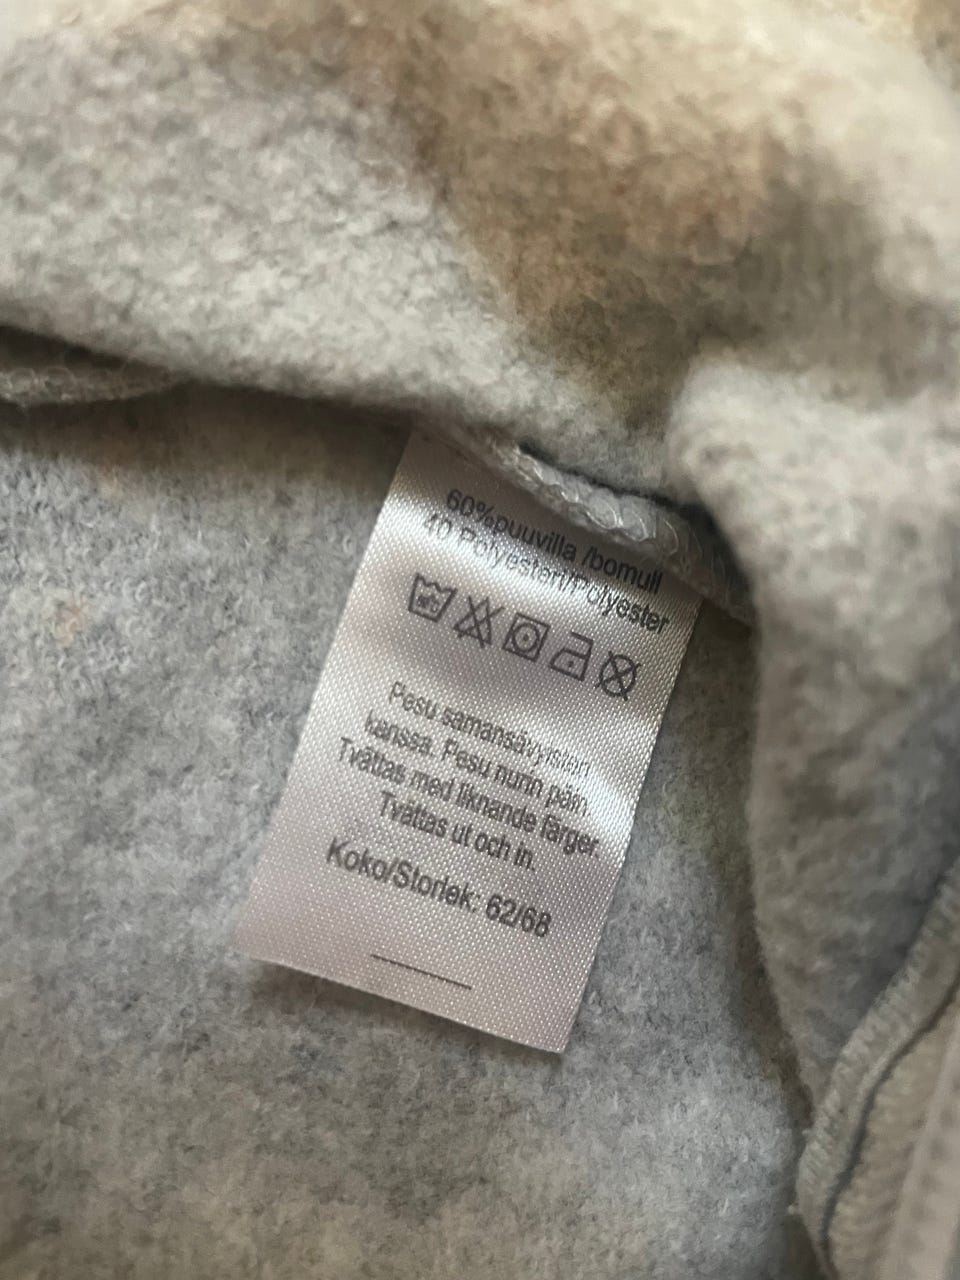 60%puuvilla /bomull
40 Polyesteri/Polyester
Pesu samansävyisten
kanssa. Pesu nurin päin.
Tvättas med liknande färger.
Tvättas ut och in.
Koko/Storlek: 62/68